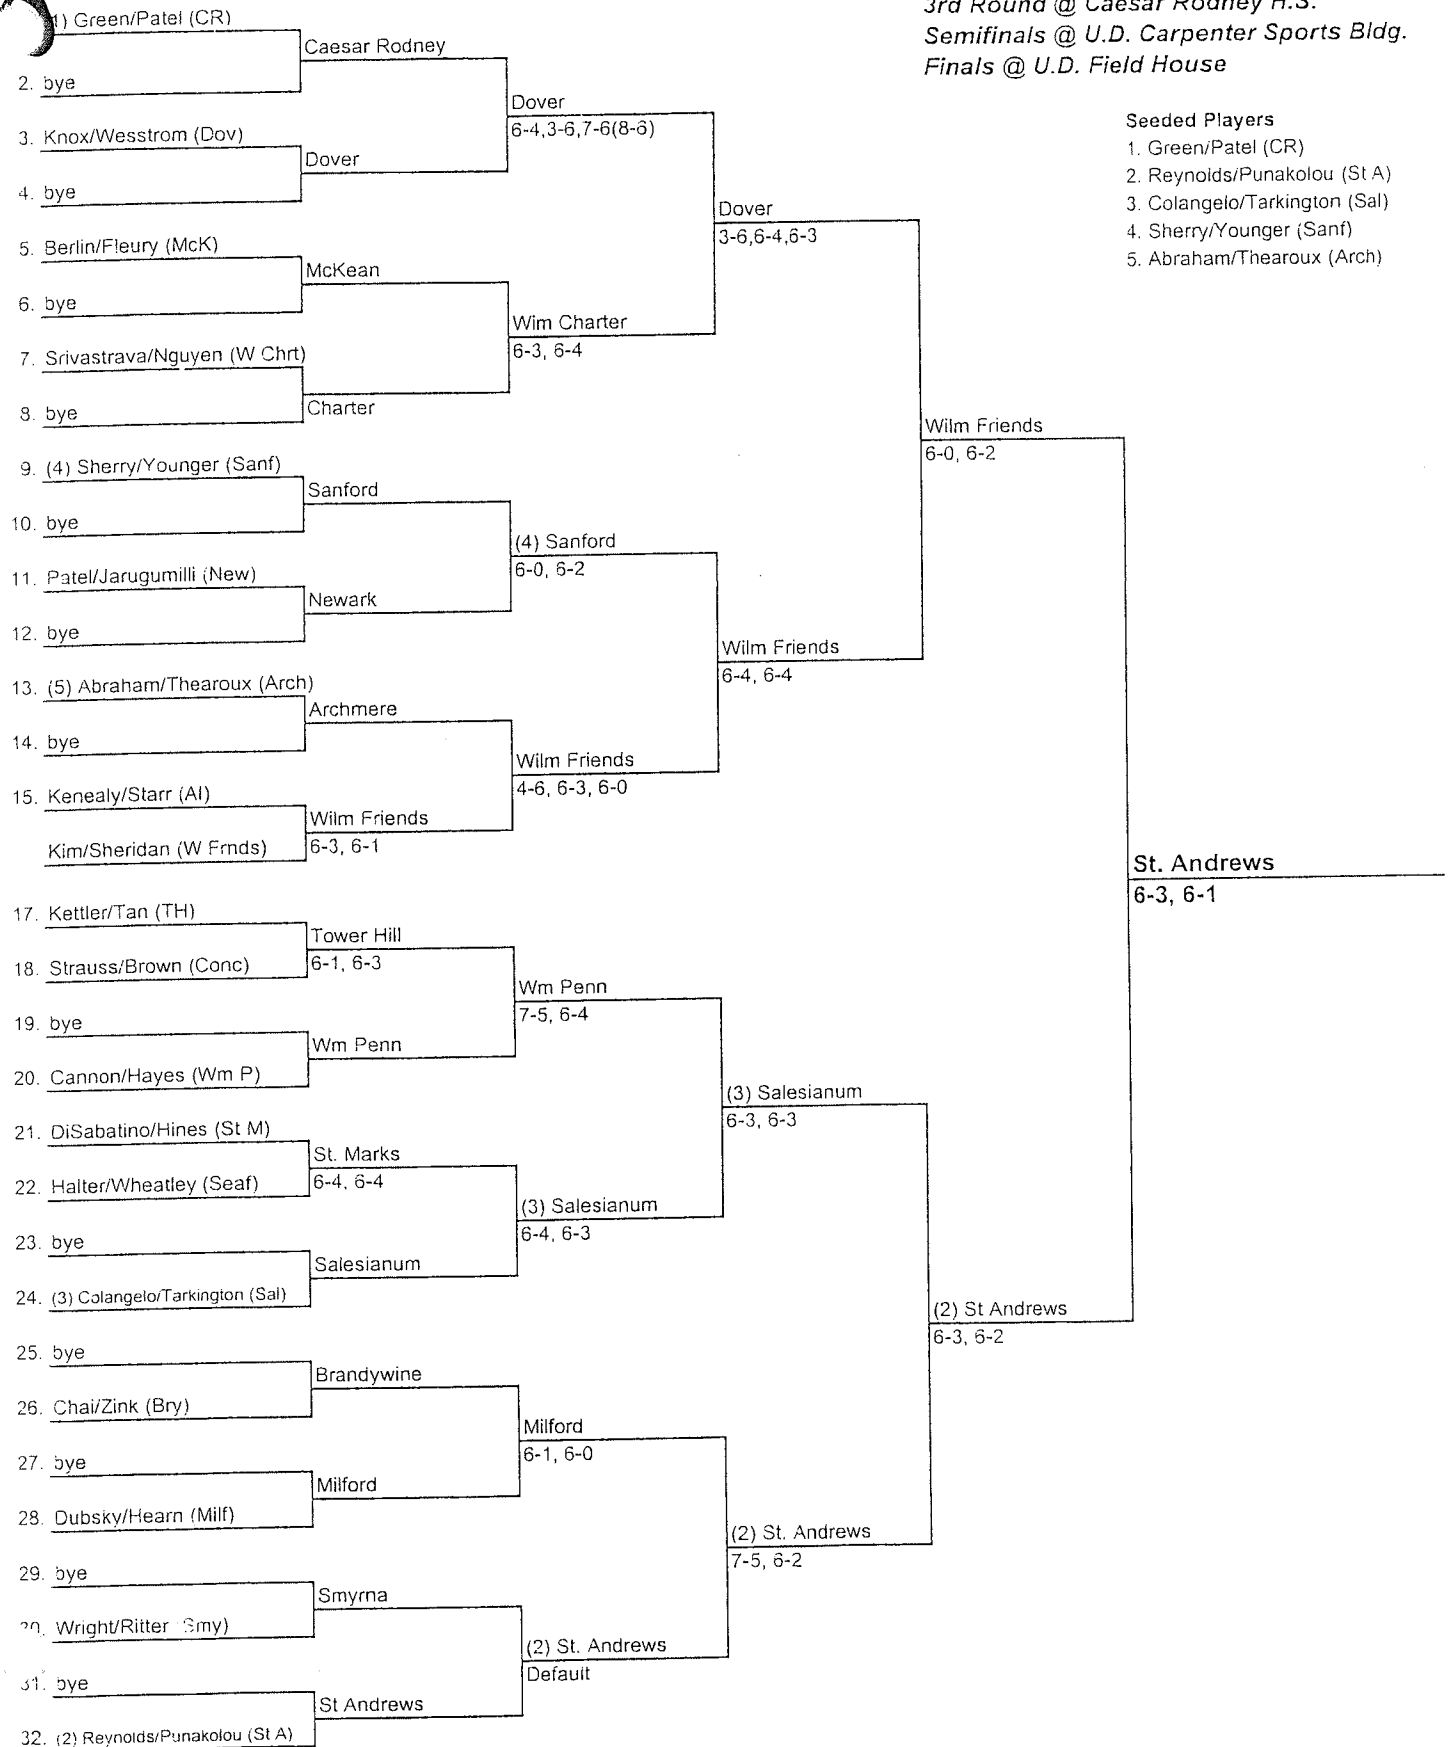 1) Green/Patel (CR)
2. bye
3. Knox/Wesstrom (Dov)
4. bye
5. Berlin/Fleury (McK)
6. bye
7. Srivastrava/Nguyen (W Chrt)
8. bye
9. (4) Sherry/Younger (Sanf)
10. bye
11. Patel/Jarugumilli (New)
12. bye
13. (5) Abraham/Thearoux (Arch)
14. bye
15. Kenealy/Starr (AI)
Kim/Sheridan (W Frnds)
17. Kettler/Tan (TH)
18. Strauss/Brown (Conc)
19. bye
20. Cannon/Hayes (Wm P)
21. DiSabatino/Hines (St M)
22. Halter/Wheatley (Seaf)
23. bye
24. (3) Colangelo/Tarkington (Sal)
25. bye
26. Chai/Zink (Bry)
27. bye
28. Dubsky/Hearn (Milf)
29. bye
Wright/Ritter Smy)
31. bye
32. (2) Reynolds/Punakolou (St A)
Caesar Rodney
Dover
McKean
Charter
Sanford
Newark
Archmere
Wilm Friends
6-3, 6-1
Tower Hill
6-1, 6-3
Wm Penn
St. Marks
6-4, 6-4
Salesianum
Brandywine
Milford
Smyrna
St Andrews
Dover
6-4,3-6,7-6(8-6)
Wim Charter
6-3, 6-4
(4) Sanford
6-0, 6-2
Wilm Friends
4-6, 6-3, 6-0
Wm Penn
7-5, 6-4
(3) Salesianum
6-4, 6-3
Milford
6-1, 6-0
(2) St. Andrews
Default
Dover
3-6,6-4,6-3
Wilm Friends
6-4, 6-4
(3) Salesianum
6-3, 6-3
(2) St. Andrews
7-5, 6-2
Wilm Friends
6-0, 6-2
(2) St Andrews
6-3, 6-2
St. Andrews
6-3, 6-1
3rd Round @ Caesar Rodney H.S.
Semifinals @ U.D. Carpenter Sports Bldg.
Finals @ U.D. Field House
Seeded Players
1. Green/Patel (CR)
2. Reynolds/Punakolou (St A)
3. Colangelo/Tarkington (Sal)
4. Sherry/Younger (Sanf)
5. Abraham/Thearoux (Arch)